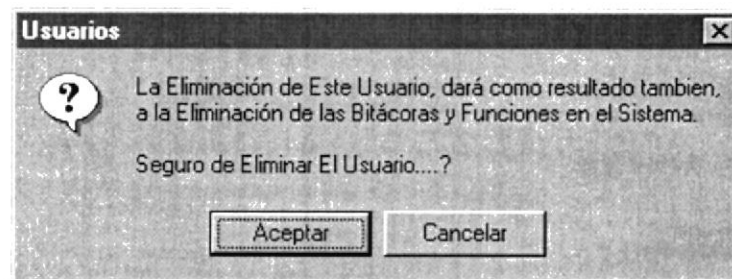 Usuarios
La Eliminación de Este Usuario, dará como resultado tambien,
a la Eliminación de las Bitácoras y Funciones en el Sistema.
Seguro de Eliminar El Usuario....?
Aceptar
Cancelar